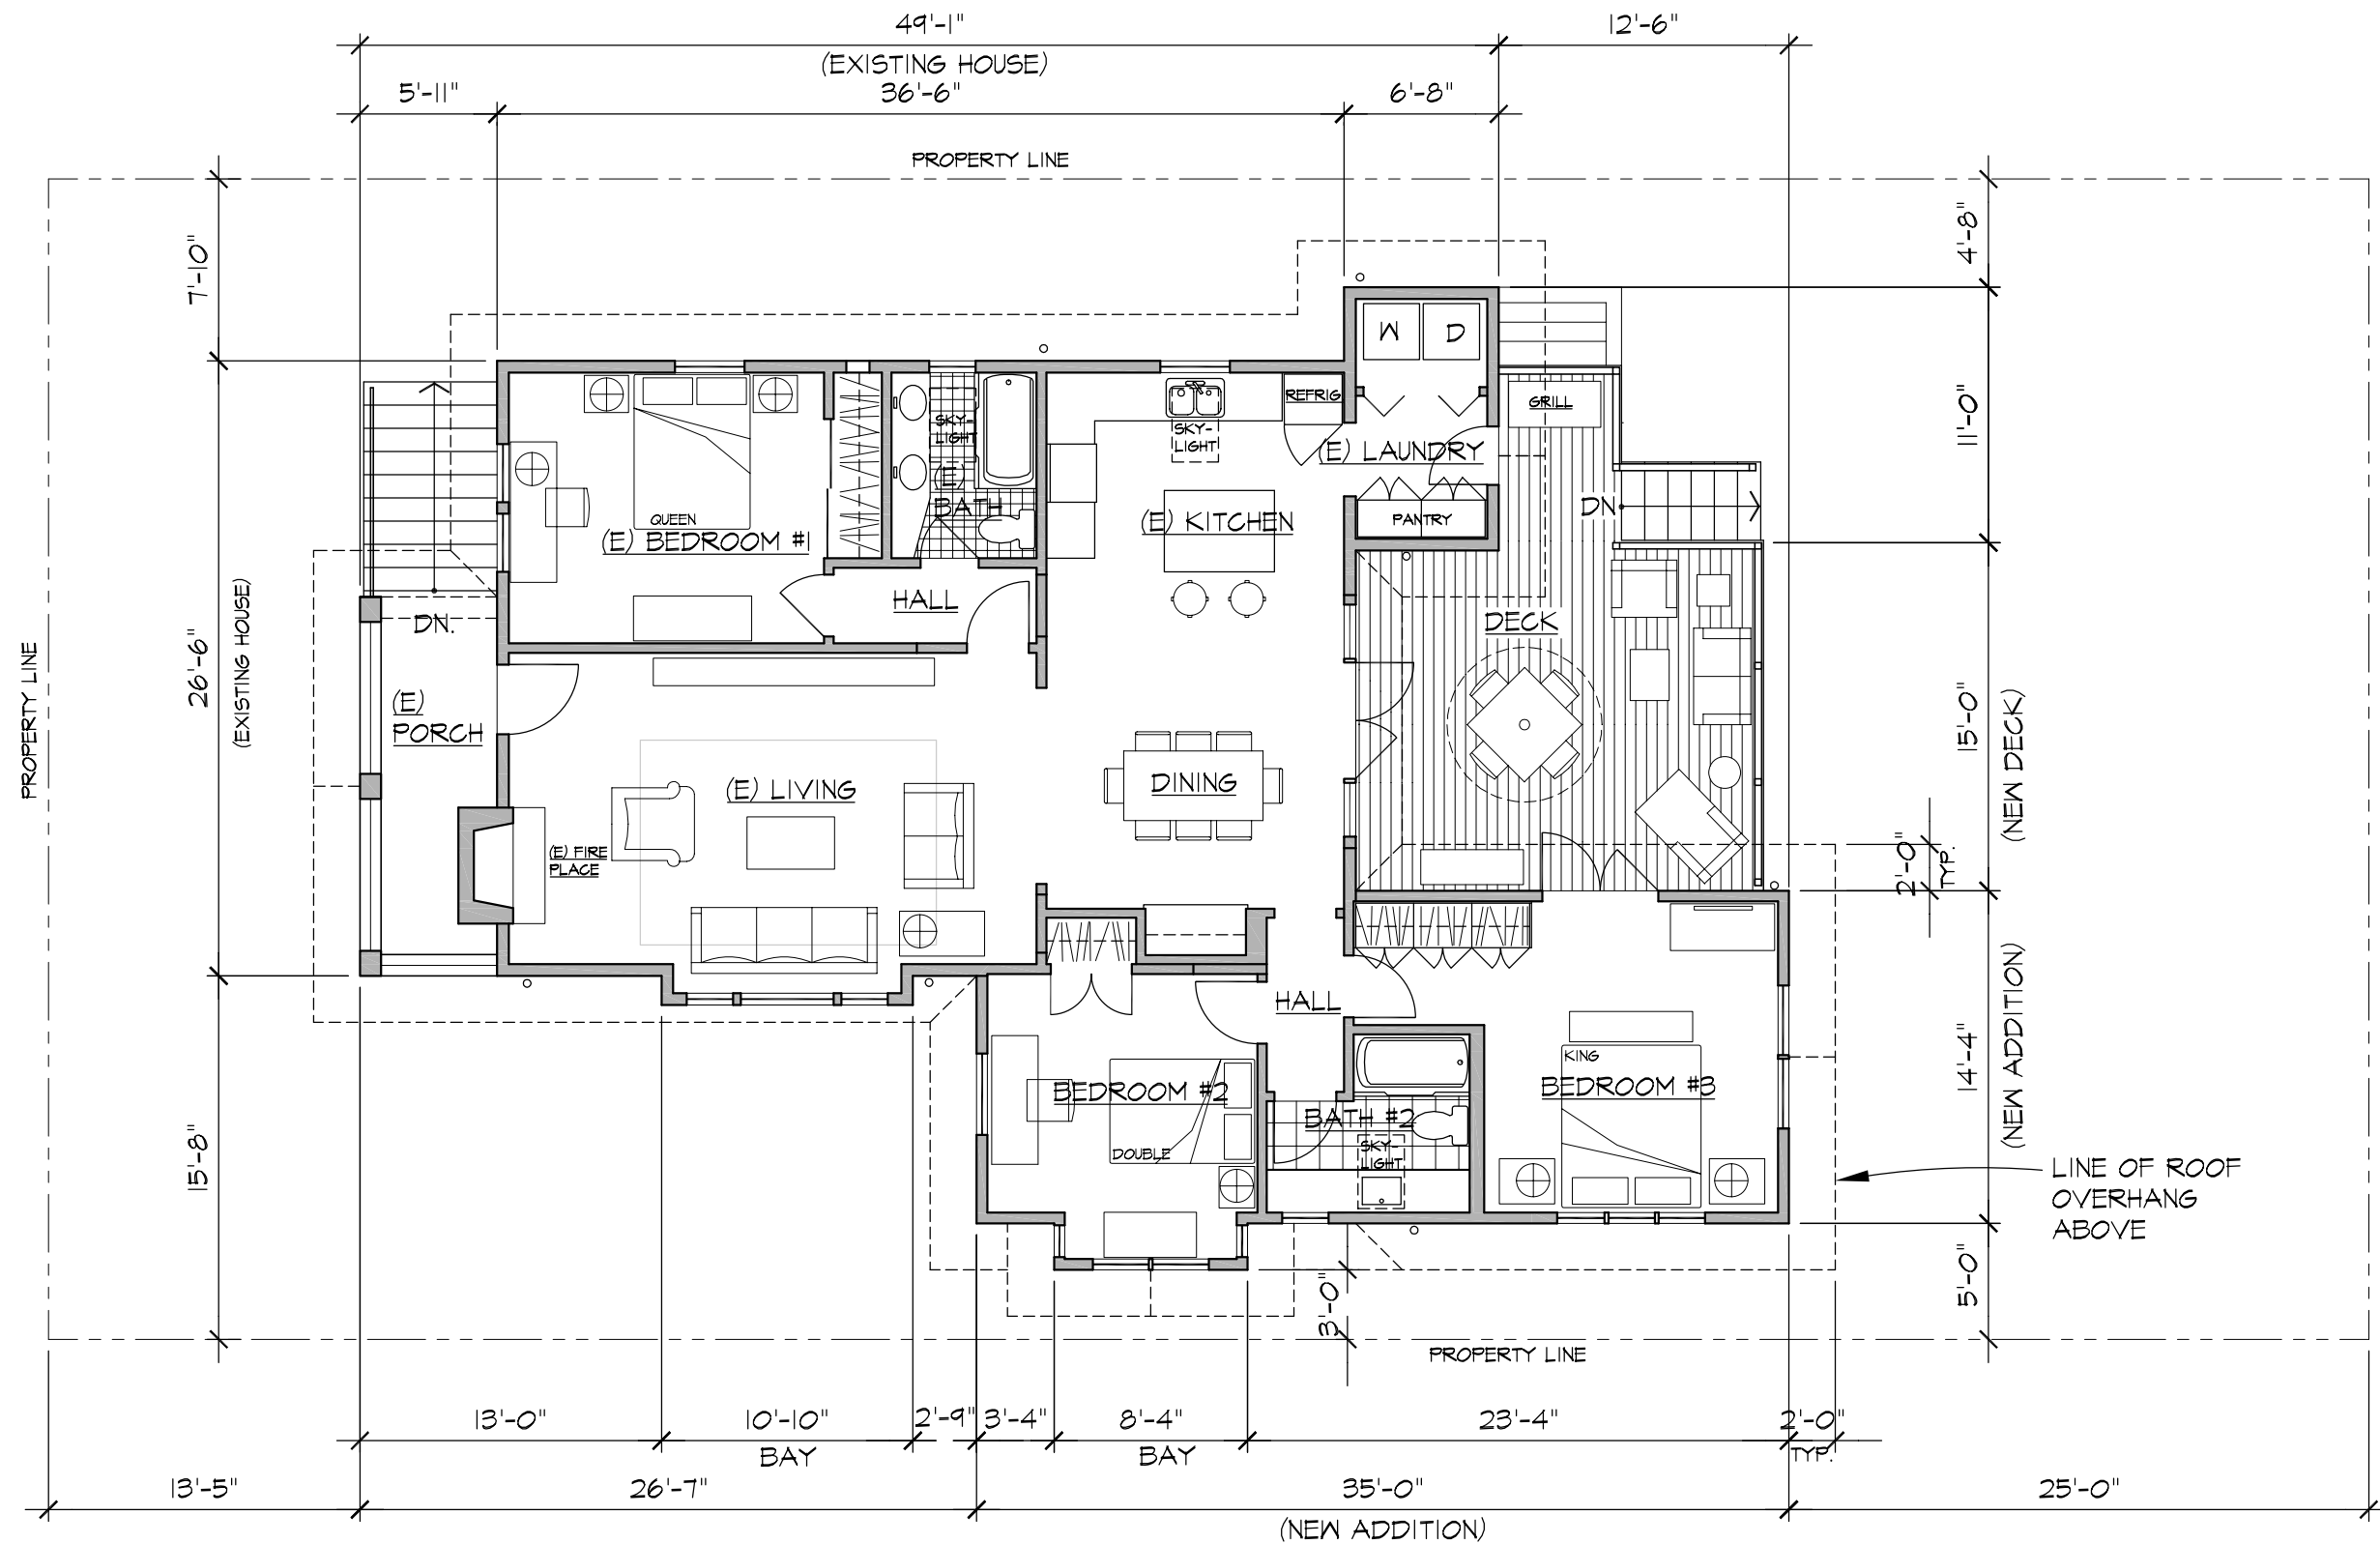 49'-1"
12'-6"
(EXISTING HOUSE)
5'-11"
36'-6"
6'-8"
PROPERTY LINE
7'-10"
4'-8"
W
D
GRILL
REFRIG
SKY-
LIGHT
SKY-
LIGHT
(E) LAUNDRY
11'-0"
(E)
BATH
QUEEN
(E) BEDROOM #1
(E) KITCHEN
PANTRY
DN
HALL
DN.
DECK
26'-6"
(EXISTING HOUSE)
PROPERTY LINE
(E)
PORCH
15'-0"
(NEW DECK)
(E) LIVING
DINING
(E) FIRE
PLACE
2'-0"
TYP.
HALL
14'-4"
(NEW ADDITION)
KING
BEDROOM #2
BEDROOM #3
BATH #2
DOUBLE
SKY-
LIGHT
15'-8"
LINE OF ROOF
OVERHANG
ABOVE
5'-0"
3'-0"
PROPERTY LINE
13'-0"
10'-10"
2'-9"
3'-4"
8'-4"
23'-4"
2'-0"
BAY
BAY
TYP.
13'-5"
26'-7"
35'-0"
25'-0"
(NEW ADDITION)